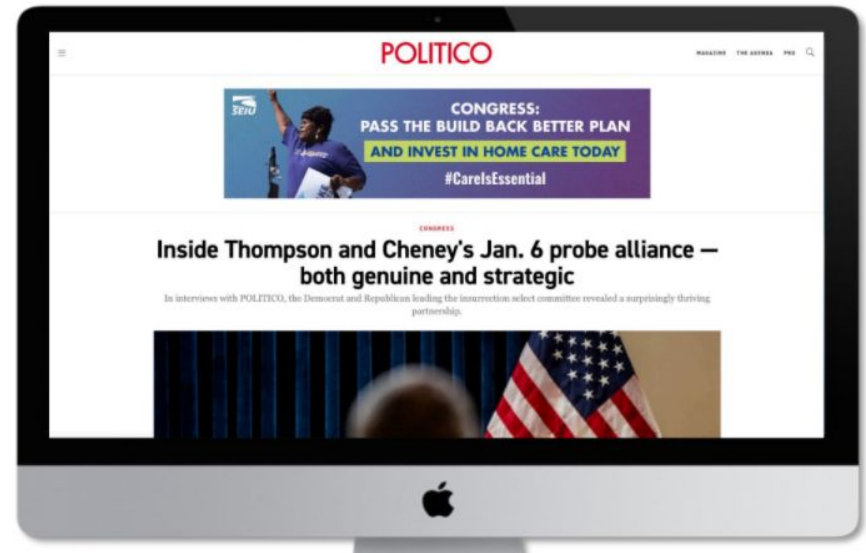 POLITICO
MAGAZINE THE AGENDA PRO
SEIU
CONGRESS:
PASS THE BUILD BACK BETTER PLAN
AND INVEST IN HOME CARE TODAY
#CareIsEssential
CONGRESS
Inside Thompson and Cheney's Jan. 6 probe alliance —
both genuine and strategic
In interviews with POLITICO, the Democrat and Republican leading the insurrection select committee revealed a surprisingly thriving
partnership.